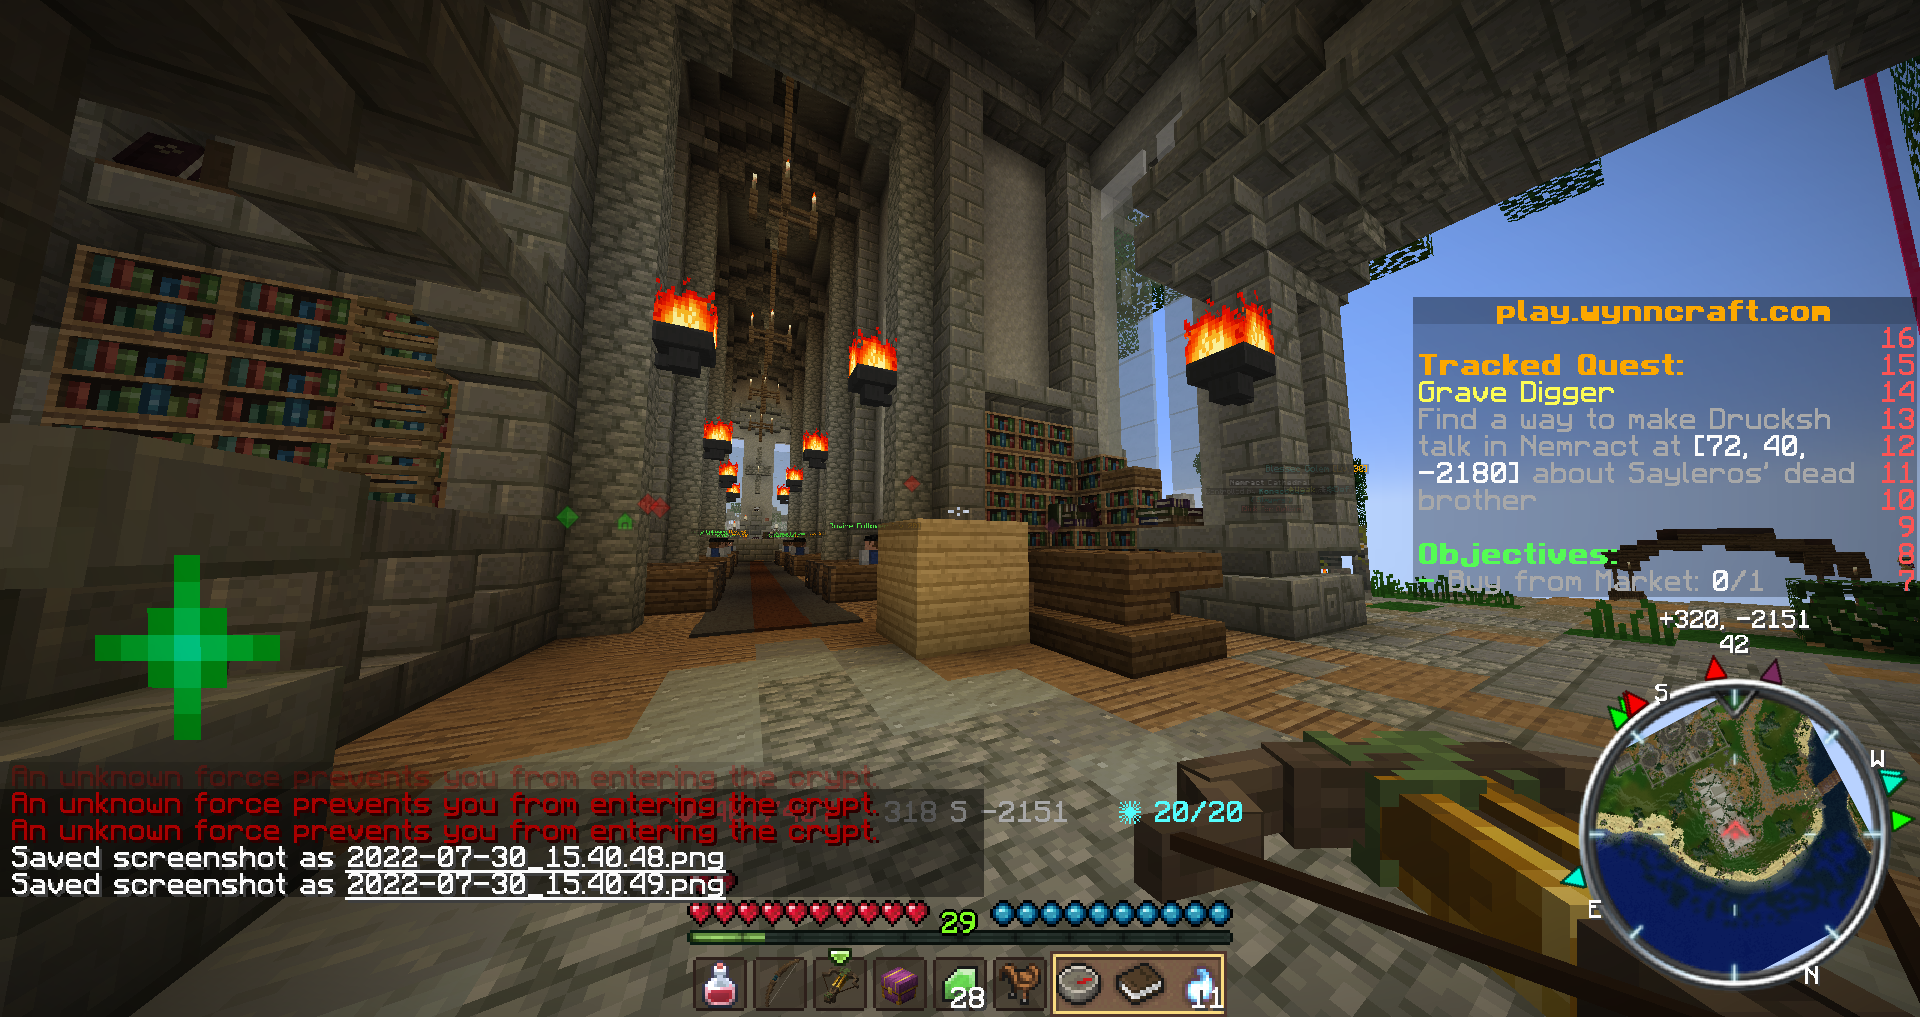 play.wynncraft.com
16
Tracked Quest: 15
Grave Digger 14
Find a way to make Drucksh 13
talk in Nemract at [72, 40, 12
-2180] about Sayleros' dead 11
brother 10
9
Objectives: 8
- Buy from Market: 0/1 7
+320, -2151
42
S
W
E
N
An unknown force prevents you from entering the crypt.
An unknown force prevents you from entering the crypt.
An unknown force prevents you from entering the crypt.
318 S -2151
20/20
Saved screenshot as 2022-07-30_15.40.48.png
Saved screenshot as 2022-07-30_15.40.49.png
29
28
11